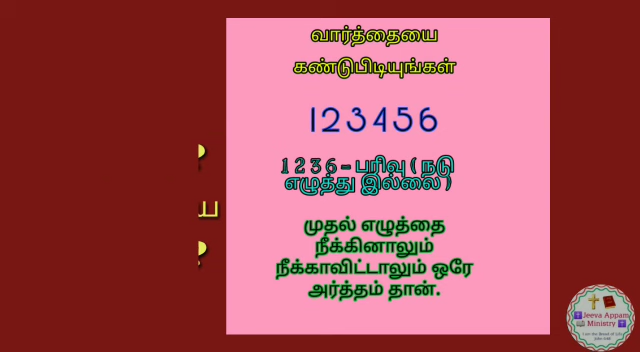 வார்த்தையை
கண்டுபிடியுங்கள்
123456
1 2 3 6 - பரிவு ( நடு
எழுத்து இல்லை )
முதல் எழுத்தை
நீக்கினாலும்
நீக்காவிட்டாலும் ஒரே
அர்த்தம் தான்.
?
ய
?
Jeeva Appam
Ministry